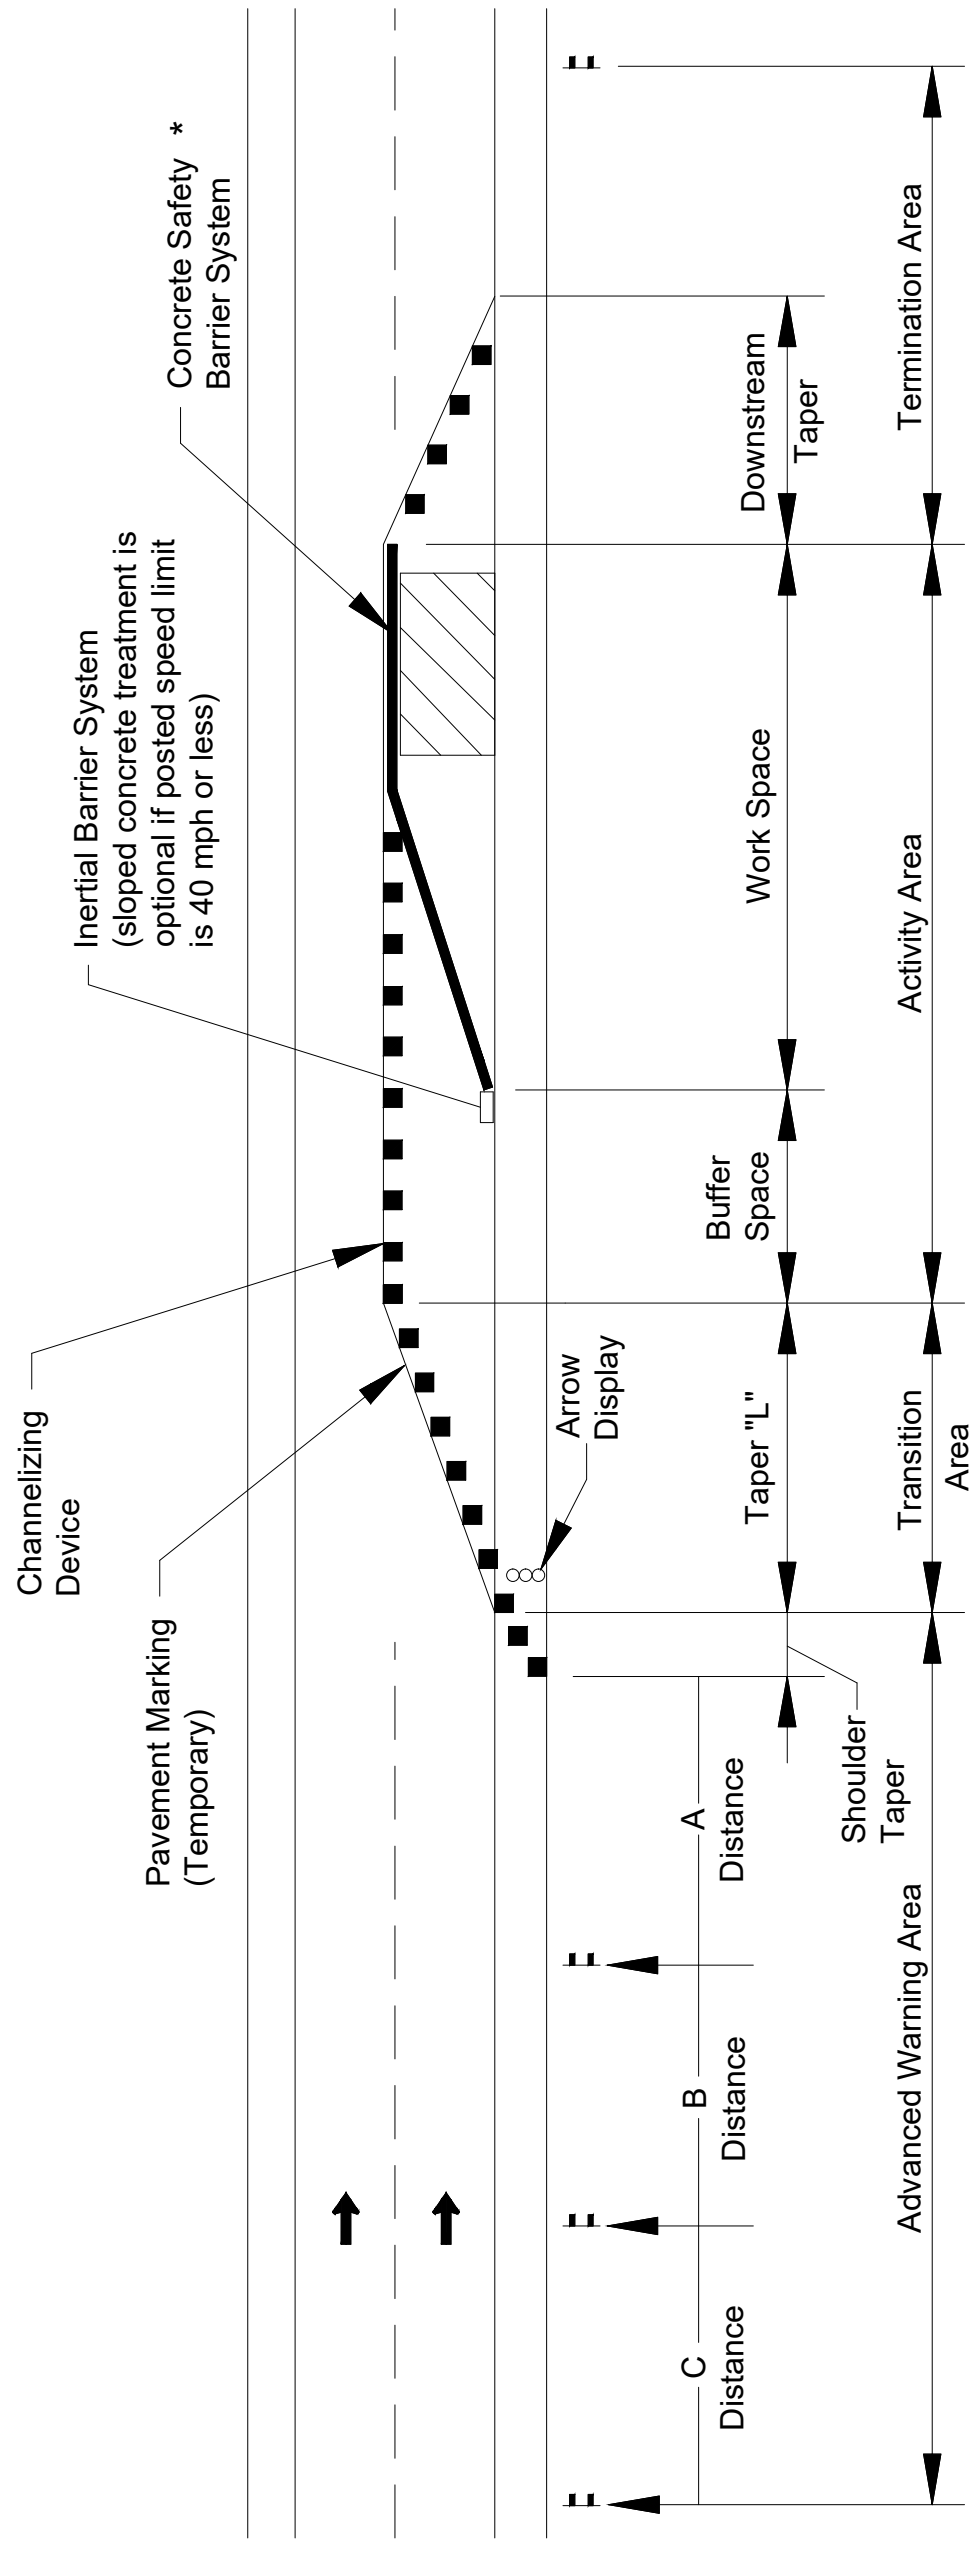 Channelizing
Device
Pavement Marking
(Temporary)
Inertial Barrier System
(sloped concrete treatment is
optional if posted speed limit
is 40 mph or less)
Concrete Safety *
Barrier System
Arrow
Display
C
Distance
B
Distance
A
Distance
Shoulder
Taper
Taper "L"
Buffer
Space
Work Space
Downstream
Taper
Advanced Warning Area
Transition
Area
Activity Area
Termination Area